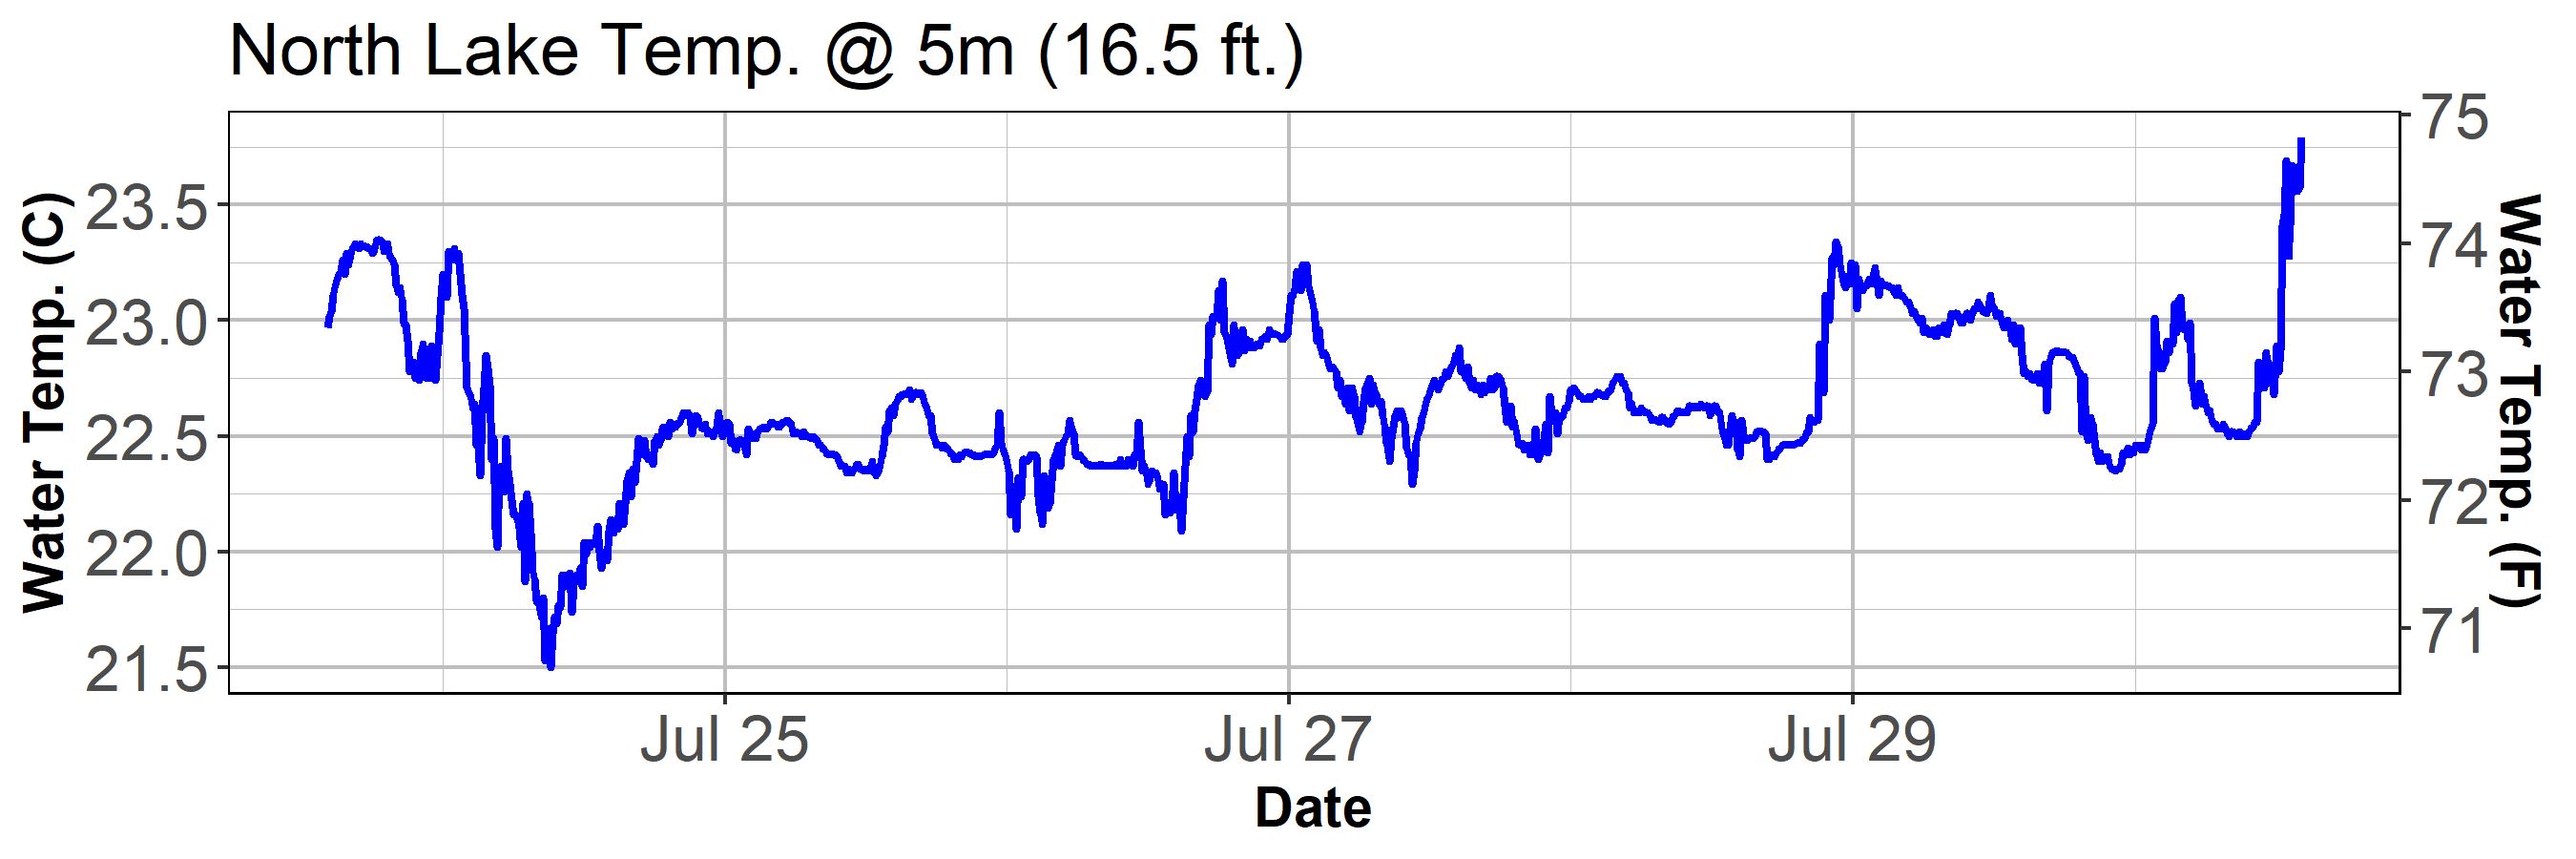 North Lake Temp. @ 5m (16.5 ft.)
Water Temp. (C)
23.5
23.0
22.5
22.0
21.5
75
74
73
72
71
Water Temp. (F)
Jul 25 Jul 27 Jul 29
Date